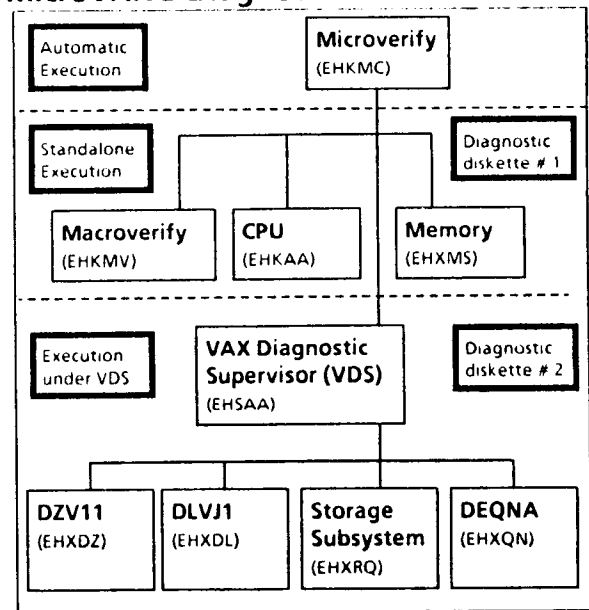 Automatic
Execution
Microverify
(EHKMC)
Standalone
Execution
Diagnostic
diskette # 1
Macroverify
(EHKMV)
CPU
(EHKAA)
Memory
(EHXMS)
Execution
under VDS
VAX Diagnostic
Supervisor (VDS)
(EHSAA)
Diagnostic
diskette # 2
DZV11
(EHXDZ)
DLVJ1
(EHXDL)
Storage
Subsystem
(EHXRQ)
DEQNA
(EHXQN)